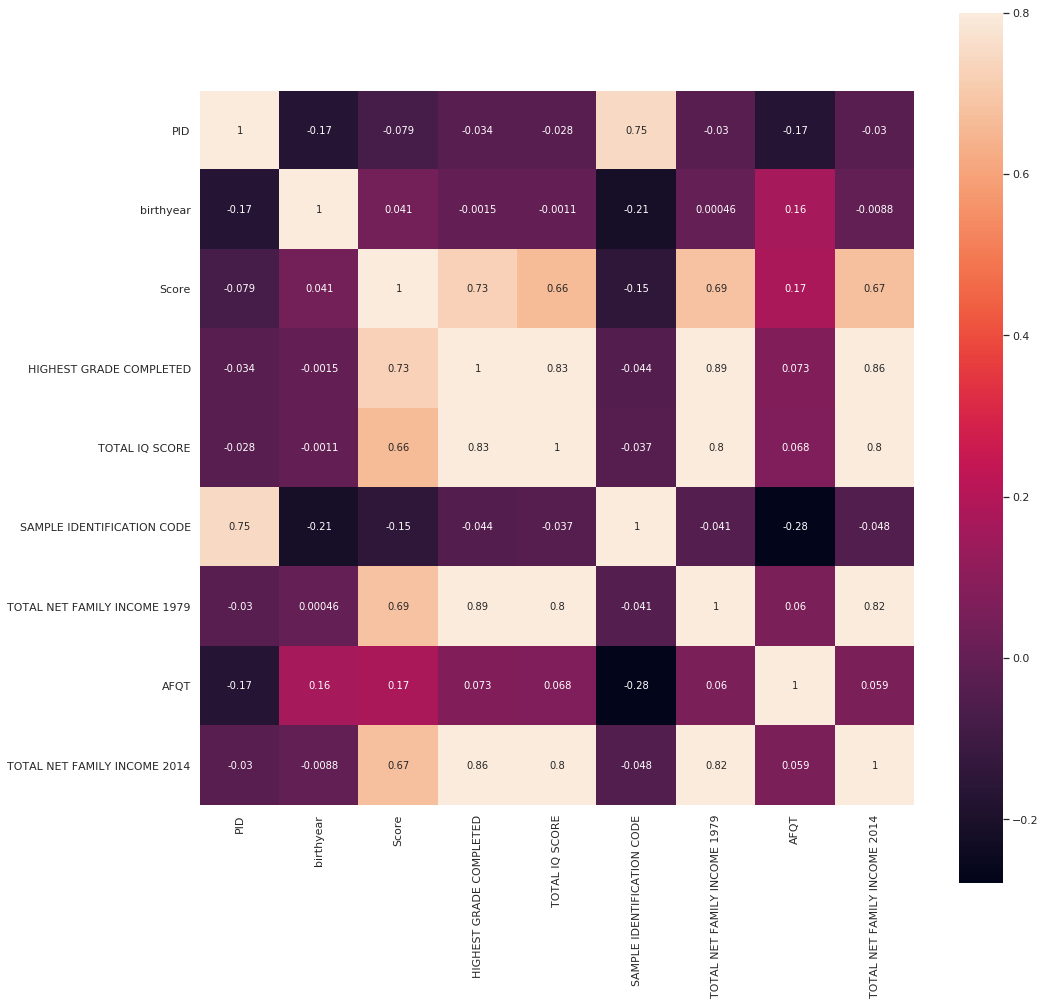 0.8
PID 1 -0.17 -0.079 -0.034 -0.028 0.75 -0.03 -0.17 -0.03
0.6
birthyear -0.17 1 0.041 -0.0015 -0.0011 -0.21 0.00046 0.16 -0.0088
Score -0.079 0.041 1 0.73 0.66 -0.15 0.69 0.17 0.67
0.4
HIGHEST GRADE COMPLETED -0.034 -0.0015 0.73 1 0.83 -0.044 0.89 0.073 0.86
TOTAL IQ SCORE -0.028 -0.0011 0.66 0.83 1 -0.037 0.8 0.068 0.8
0.2
SAMPLE IDENTIFICATION CODE 0.75 -0.21 -0.15 -0.044 -0.037 1 -0.041 -0.28 -0.048
TOTAL NET FAMILY INCOME 1979 -0.03 0.00046 0.69 0.89 0.8 -0.041 1 0.06 0.82
0.0
AFQT -0.17 0.16 0.17 0.073 0.068 -0.28 0.06 1 0.059
TOTAL NET FAMILY INCOME 2014 -0.03 -0.0088 0.67 0.86 0.8 -0.048 0.82 0.059 1
−0.2
PID
birthyear
Score
HIGHEST GRADE COMPLETED
TOTAL IQ SCORE
SAMPLE IDENTIFICATION CODE
TOTAL NET FAMILY INCOME 1979
AFQT
TOTAL NET FAMILY INCOME 2014